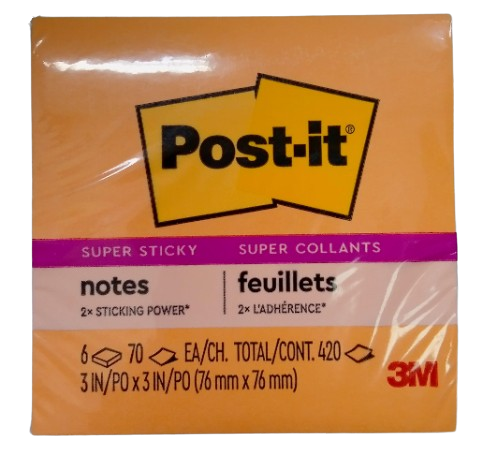 Post-it®
SUPER STICKY SUPER COLLANTS
notes feuillets
2× STICKING POWER* 2× L'ADHÉRENCE*
6 70 EA/CH. TOTAL/CONT. 420
3 IN/PO x 3 IN/PO (76 mm x 76 mm)
3M